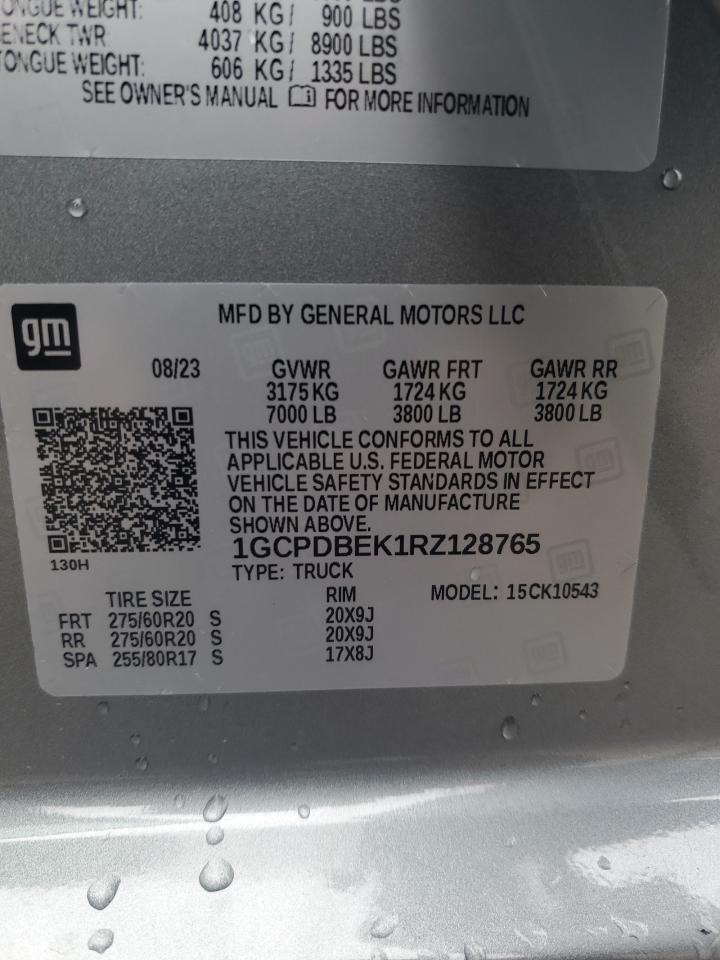 TONGUE WEIGHT: 408 KG/ 900 LBS
ENECK TWR 4037 KG/ 8900 LBS
TONGUE WEIGHT: 606 KG/ 1335 LBS
SEE OWNER'S MANUAL FOR MORE INFORMATION
gm
MFD BY GENERAL MOTORS LLC
08/23 GVWR GAWR FRT GAWR RR
3175 KG 1724 KG 1724 KG
7000 LB 3800 LB 3800 LB
THIS VEHICLE CONFORMS TO ALL
APPLICABLE U.S. FEDERAL MOTOR
VEHICLE SAFETY STANDARDS IN EFFECT
ON THE DATE OF MANUFACTURE
SHOWN ABOVE.
1GCPDBEK1RZ128765
130H
TYPE: TRUCK
TIRE SIZE RIM MODEL: 15CK10543
FRT 275/60R20 S 20X9J
RR 275/60R20 S 20X9J
SPA 255/80R17 S 17X8J